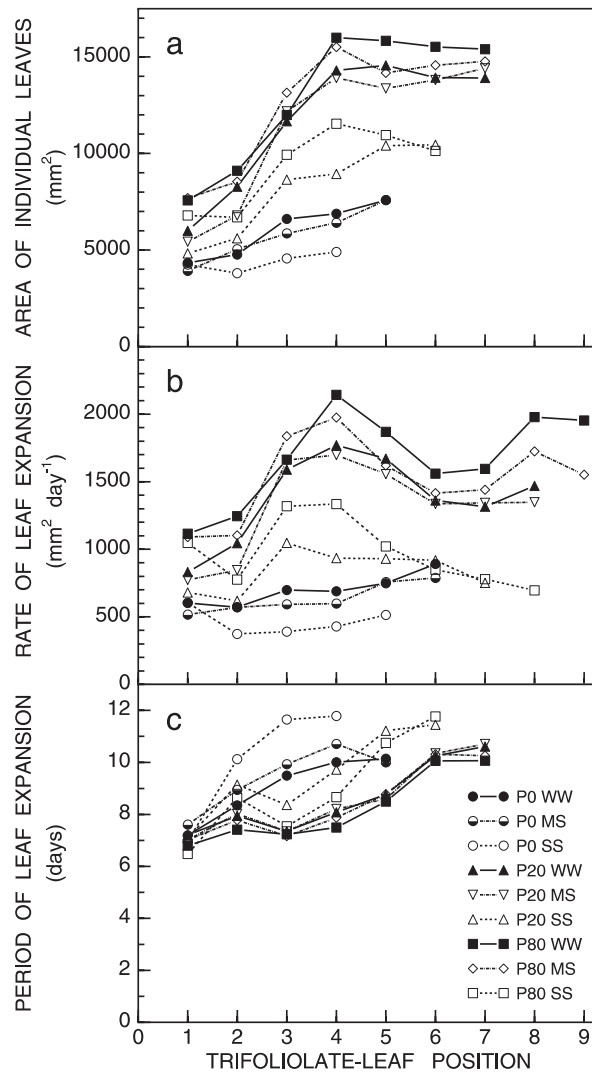 a
AREA OF INDIVIDUAL LEAVES
(mm²)
15000
10000
5000
0
b
RATE OF LEAF EXPANSION
(mm² day⁻¹)
2000
1500
1000
500
0
c
PERIOD OF LEAF EXPANSION
(days)
12
10
8
6
4
2
0
P0 WW
P0 MS
P0 SS
P20 WW
P20 MS
P20 SS
P80 WW
P80 MS
P80 SS
0 1 2 3 4 5 6 7 8 9
TRIFOLIOLATE-LEAF POSITION